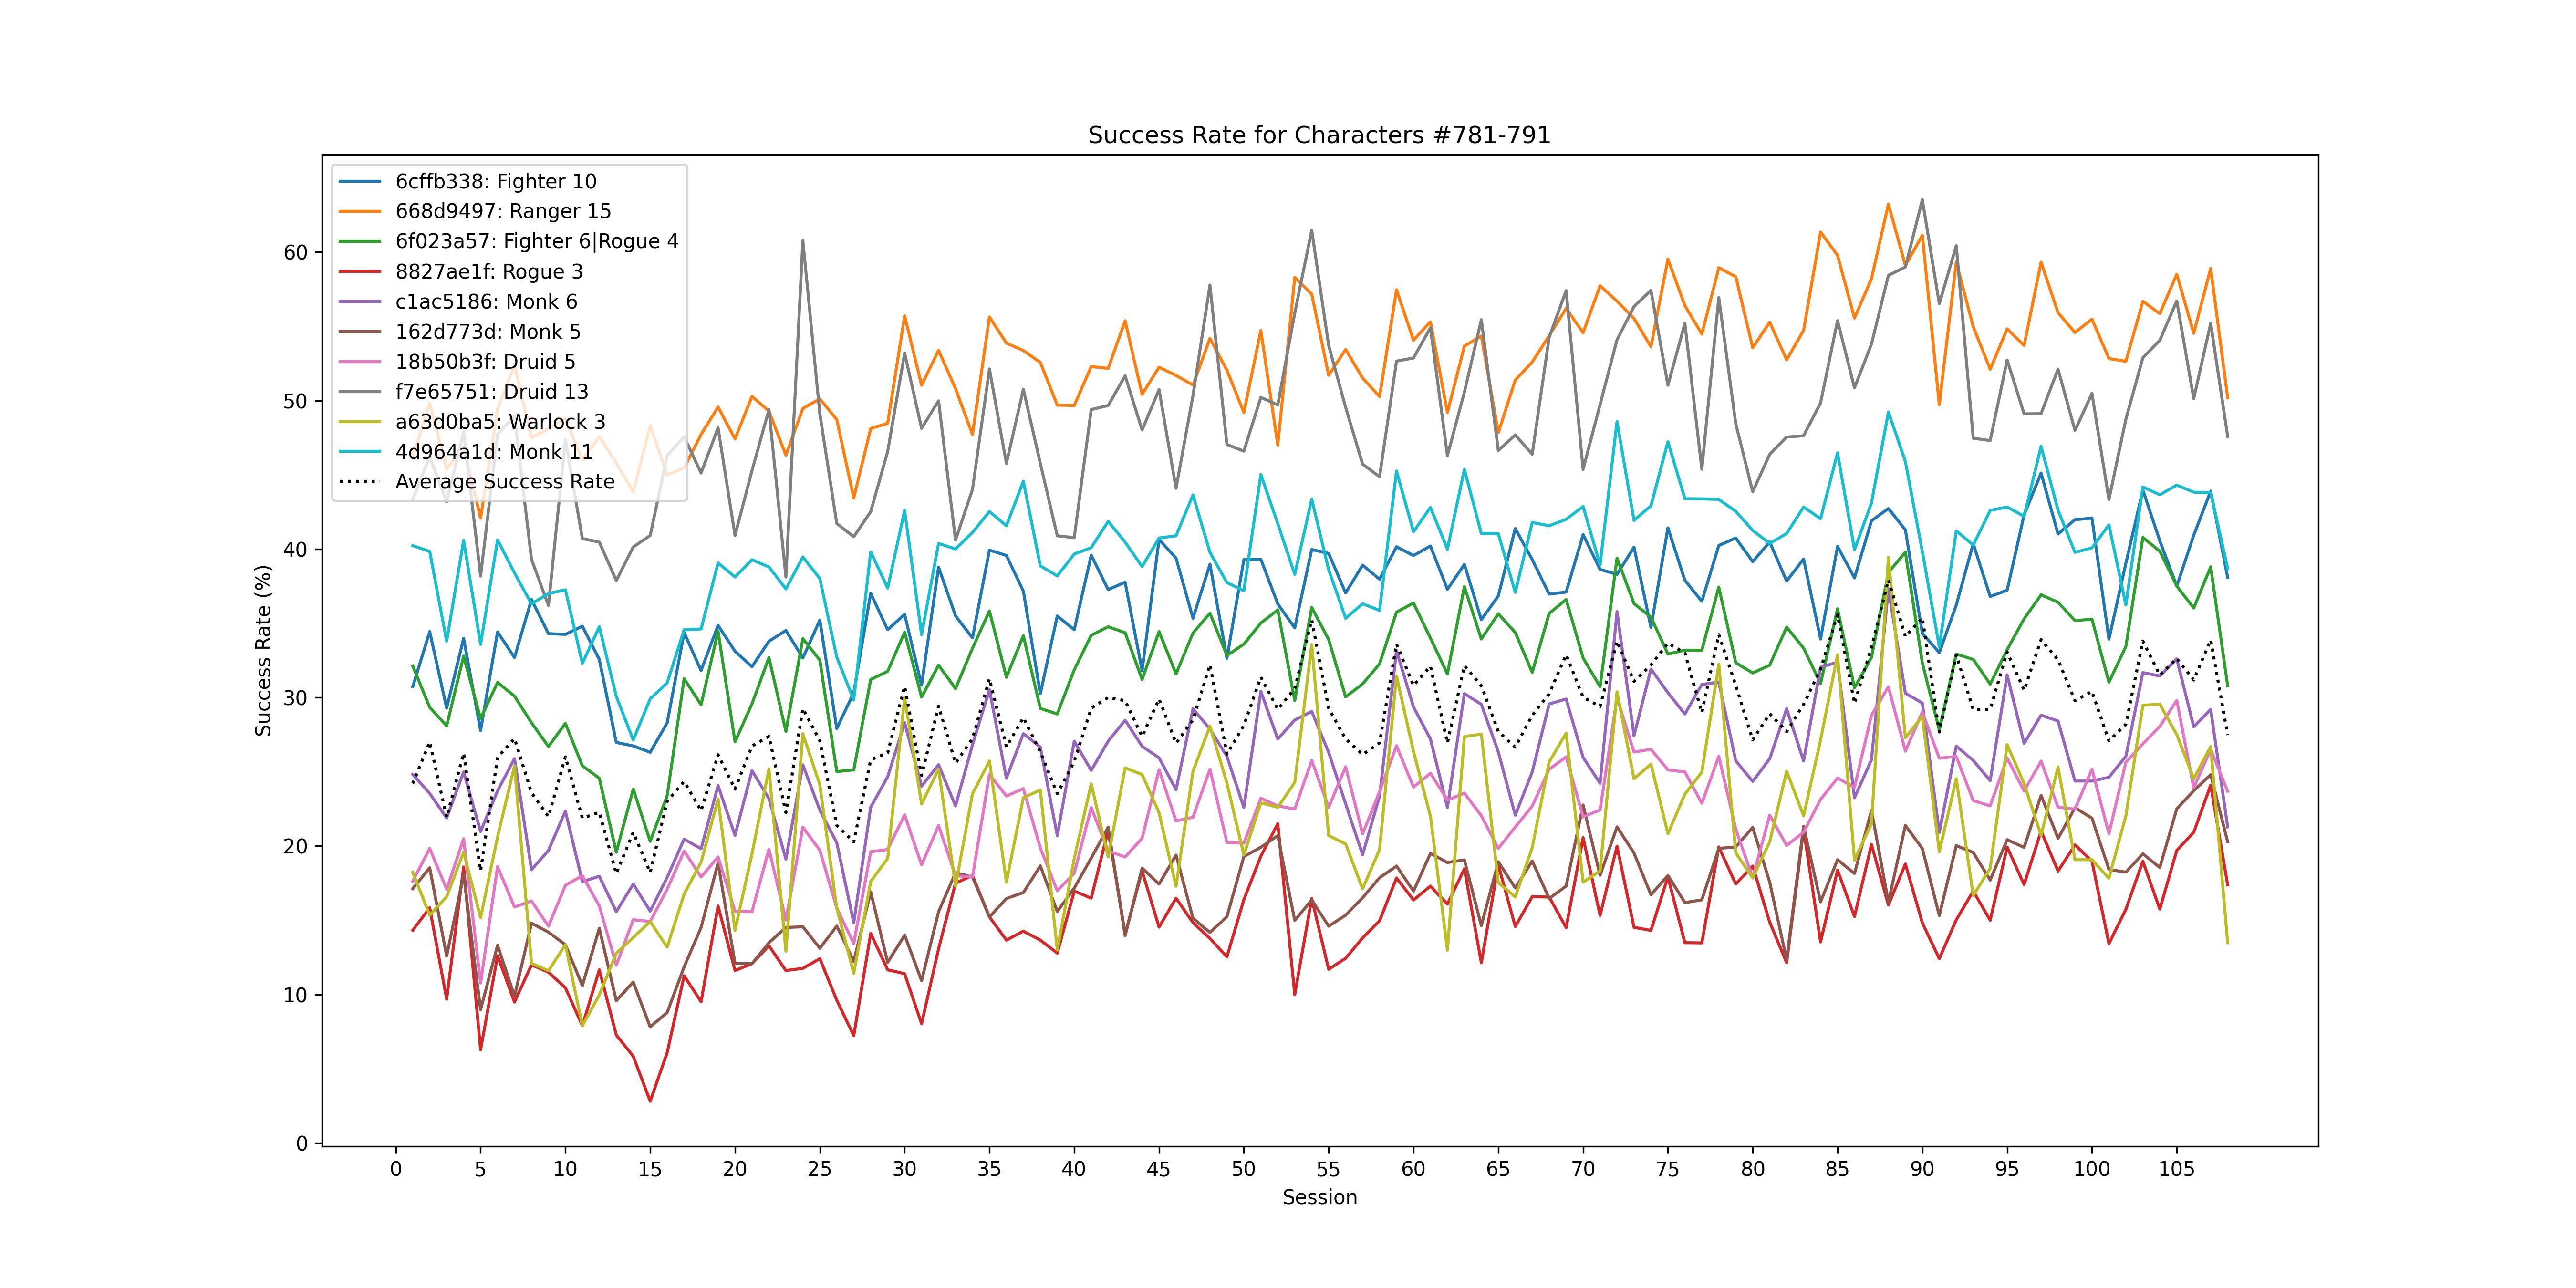 Success Rate for Characters #781-791
6cffb338: Fighter 10
668d9497: Ranger 15
6f023a57: Fighter 6|Rogue 4
8827ae1f: Rogue 3
c1ac5186: Monk 6
162d773d: Monk 5
18b50b3f: Druid 5
f7e65751: Druid 13
a63d0ba5: Warlock 3
4d964a1d: Monk 11
Average Success Rate
Success Rate (%)
60
50
40
30
20
10
0
0 5 10 15 20 25 30 35 40 45 50 55 60 65 70 75 80 85 90 95 100 105
Session